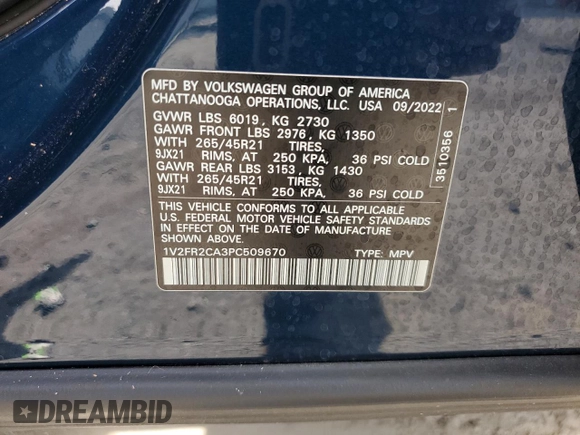 MFD BY VOLKSWAGEN GROUP OF AMERICA
CHATTANOOGA OPERATIONS, LLC. USA 09/2022
GVWR LBS 6019, KG 2730
GAWR FRONT LBS 2976, KG 1350
WITH 265/45R21 TIRES,
9JX21 RIMS, AT 250 KPA, 36 PSI COLD
GAWR REAR LBS 3153, KG 1430
WITH 265/45R21 TIRES,
9JX21 RIMS, AT 250 KPA, 36 PSI COLD
THIS VEHICLE CONFORMS TO ALL APPLICABLE
U.S. FEDERAL MOTOR VEHICLE SAFETY STANDARDS
IN EFFECT ON THE DATE OF MANUFACTURE
SHOWN ABOVE
1V2FR2CA3PC509670 TYPE: MPV
3510356 1
DREAMBID